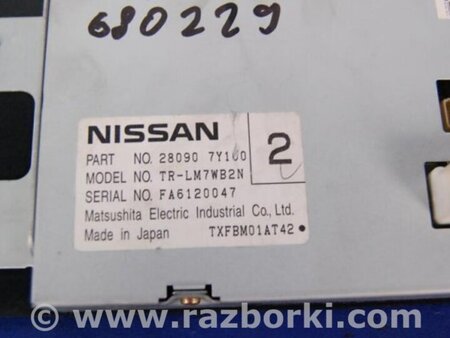 680229
NISSAN
2
PART NO. 28090 7Y100
MODEL NO. TR-LM7WB2N
SERIAL NO. FA6120047
Matsushita Electric Industrial Co., Ltd.
Made in Japan TXFBM01AT42
www.razborki.com